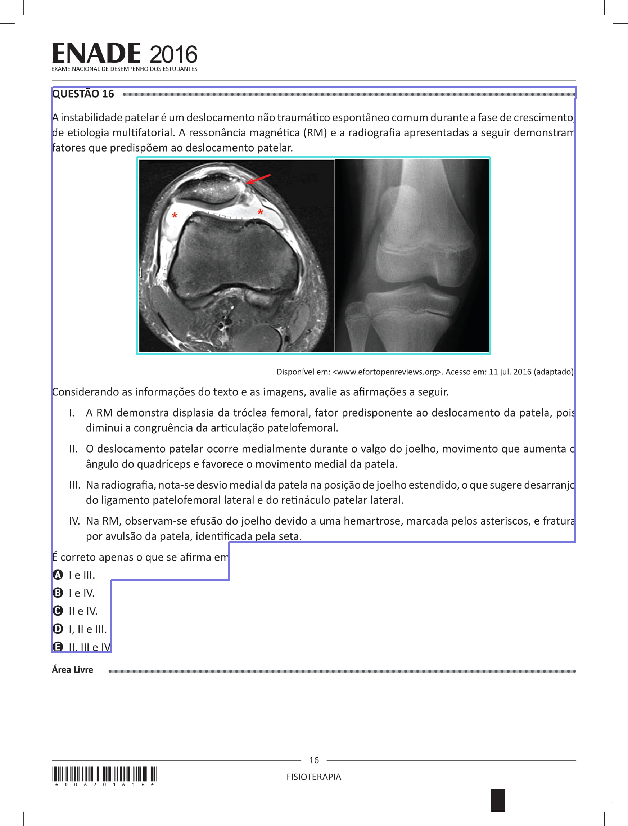 ENADE 2016
EXAME NACIONAL DE DESEMPENHO DOS ESTUDANTES
QUESTÃO 16
A instabilidade patelar é um deslocamento não traumático espontâneo comum durante a fase de crescimento,
de etiologia multifatorial. A ressonância magnética (RM) e a radiografia apresentadas a seguir demonstram
fatores que predispõem ao deslocamento patelar.
* *
Disponível em: <www.efortopenreviews.org>. Acesso em: 11 jul. 2016 (adaptado).
Considerando as informações do texto e as imagens, avalie as afirmações a seguir.
I. A RM demonstra displasia da tróclea femoral, fator predisponente ao deslocamento da patela, pois
diminui a congruência da articulação patelofemoral.
II. O deslocamento patelar ocorre medialmente durante o valgo do joelho, movimento que aumenta o
ângulo do quadríceps e favorece o movimento medial da patela.
III. Na radiografia, nota-se desvio medial da patela na posição de joelho estendido, o que sugere desarranjo
do ligamento patelofemoral lateral e do retináculo patelar lateral.
IV. Na RM, observam-se efusão do joelho devido a uma hemartrose, marcada pelos asteriscos, e fratura
por avulsão da patela, identificada pela seta.
É correto apenas o que se afirma em
A I e III.
B I e IV.
C II e IV.
D I, II e III.
E II, III e IV
Área Livre
16
FISIOTERAPIA